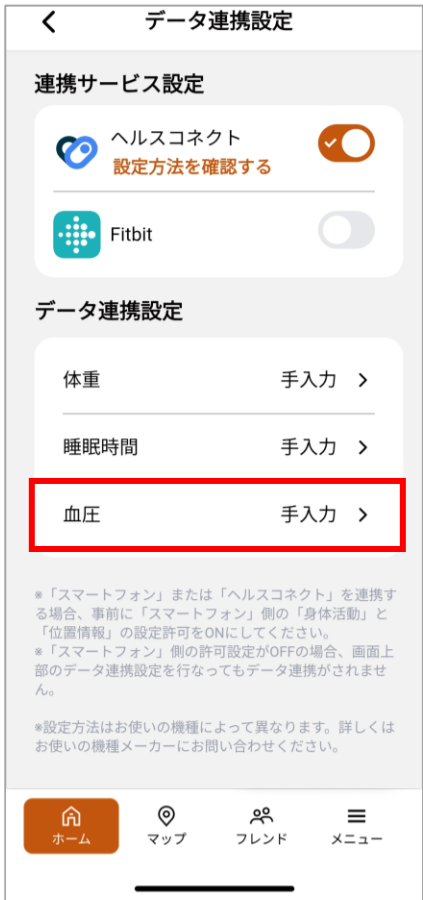 データ連携設定
連携サービス設定
ヘルスコネクト
設定方法を確認する
Fitbit
データ連携設定
体重 手入力
睡眠時間 手入力
血圧 手入力
※「スマートフォン」または「ヘルスコネクト」を連携す
る場合、事前に「スマートフォン」側の「身体活動」と
「位置情報」の設定許可をONにしてください。
※「スマートフォン」側の許可設定がOFFの場合、画面上
部のデータ連携設定を行なってもデータ連携がされませ
ん。
※設定方法はお使いの機種によって異なります。詳しくは
お使いの機種メーカーにお問い合わせください。
ホーム マップ フレンド メニュー